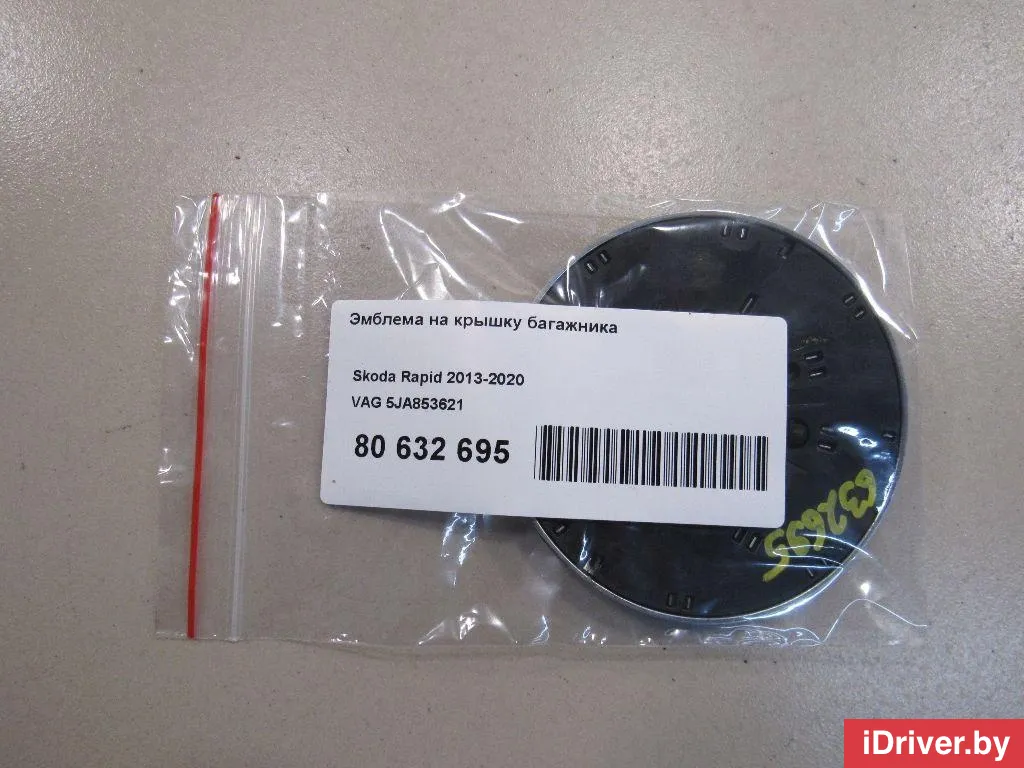 Эмблема на крышку багажника
Skoda Rapid 2013-2020
VAG 5JA853621
80 632 695
632695
iDriver.by